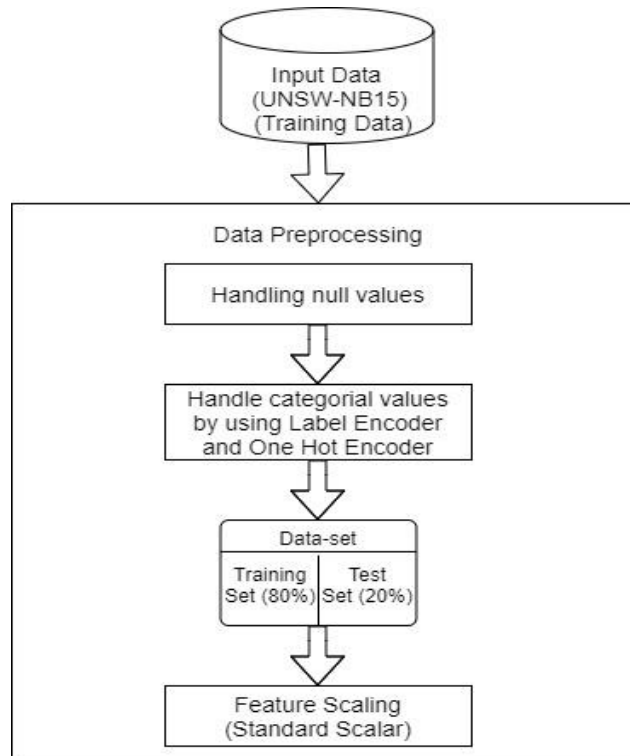 Input Data
(UNSW-NB15)
(Training Data)
Data Preprocessing
Handling null values
Handle categorial values
by using Label Encoder
and One Hot Encoder
Data-set
Training
Set (80%)
Test
Set (20%)
Feature Scaling
(Standard Scalar)